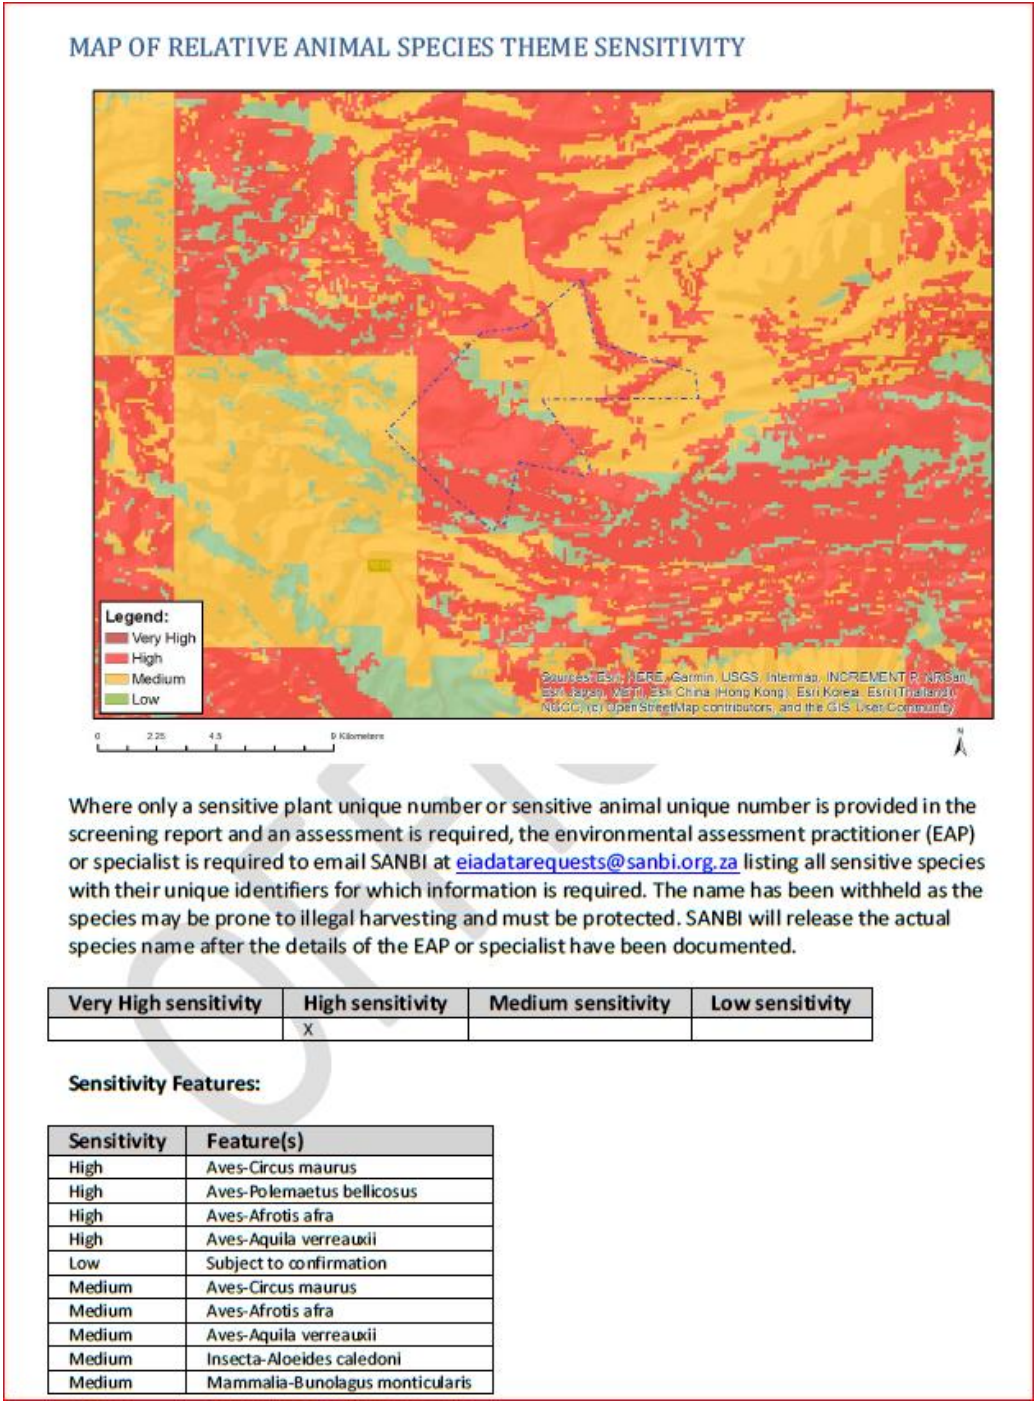 MAP OF RELATIVE ANIMAL SPECIES THEME SENSITIVITY
Legend:
Very High
High
Medium
Low
Sources: Esri, HERE, Garmin, USGS, Intermap, INCREMENT P, NRCan,
Esri Japan, METI, Esri China (Hong Kong), Esri Korea, Esri (Thailand),
NGCC, (c) OpenStreetMap contributors, and the GIS User Community
0 2.25 4.5 9 Kilometers
N
Where only a sensitive plant unique number or sensitive animal unique number is provided in the
screening report and an assessment is required, the environmental assessment practitioner (EAP)
or specialist is required to email SANBI at eiadatarequests@sanbi.org.za listing all sensitive species
with their unique identifiers for which information is required. The name has been withheld as the
species may be prone to illegal harvesting and must be protected. SANBI will release the actual
species name after the details of the EAP or specialist have been documented.
Very High sensitivity High sensitivity Medium sensitivity Low sensitivity
X
Sensitivity Features:
Sensitivity Feature(s)
High Aves-Circus maurus
High Aves-Polemaetus bellicosus
High Aves-Afrotis afra
High Aves-Aquila verreauxii
Low Subject to confirmation
Medium Aves-Circus maurus
Medium Aves-Afrotis afra
Medium Aves-Aquila verreauxii
Medium Insecta-Aloeides caledoni
Medium Mammalia-Bunolagus monticularis